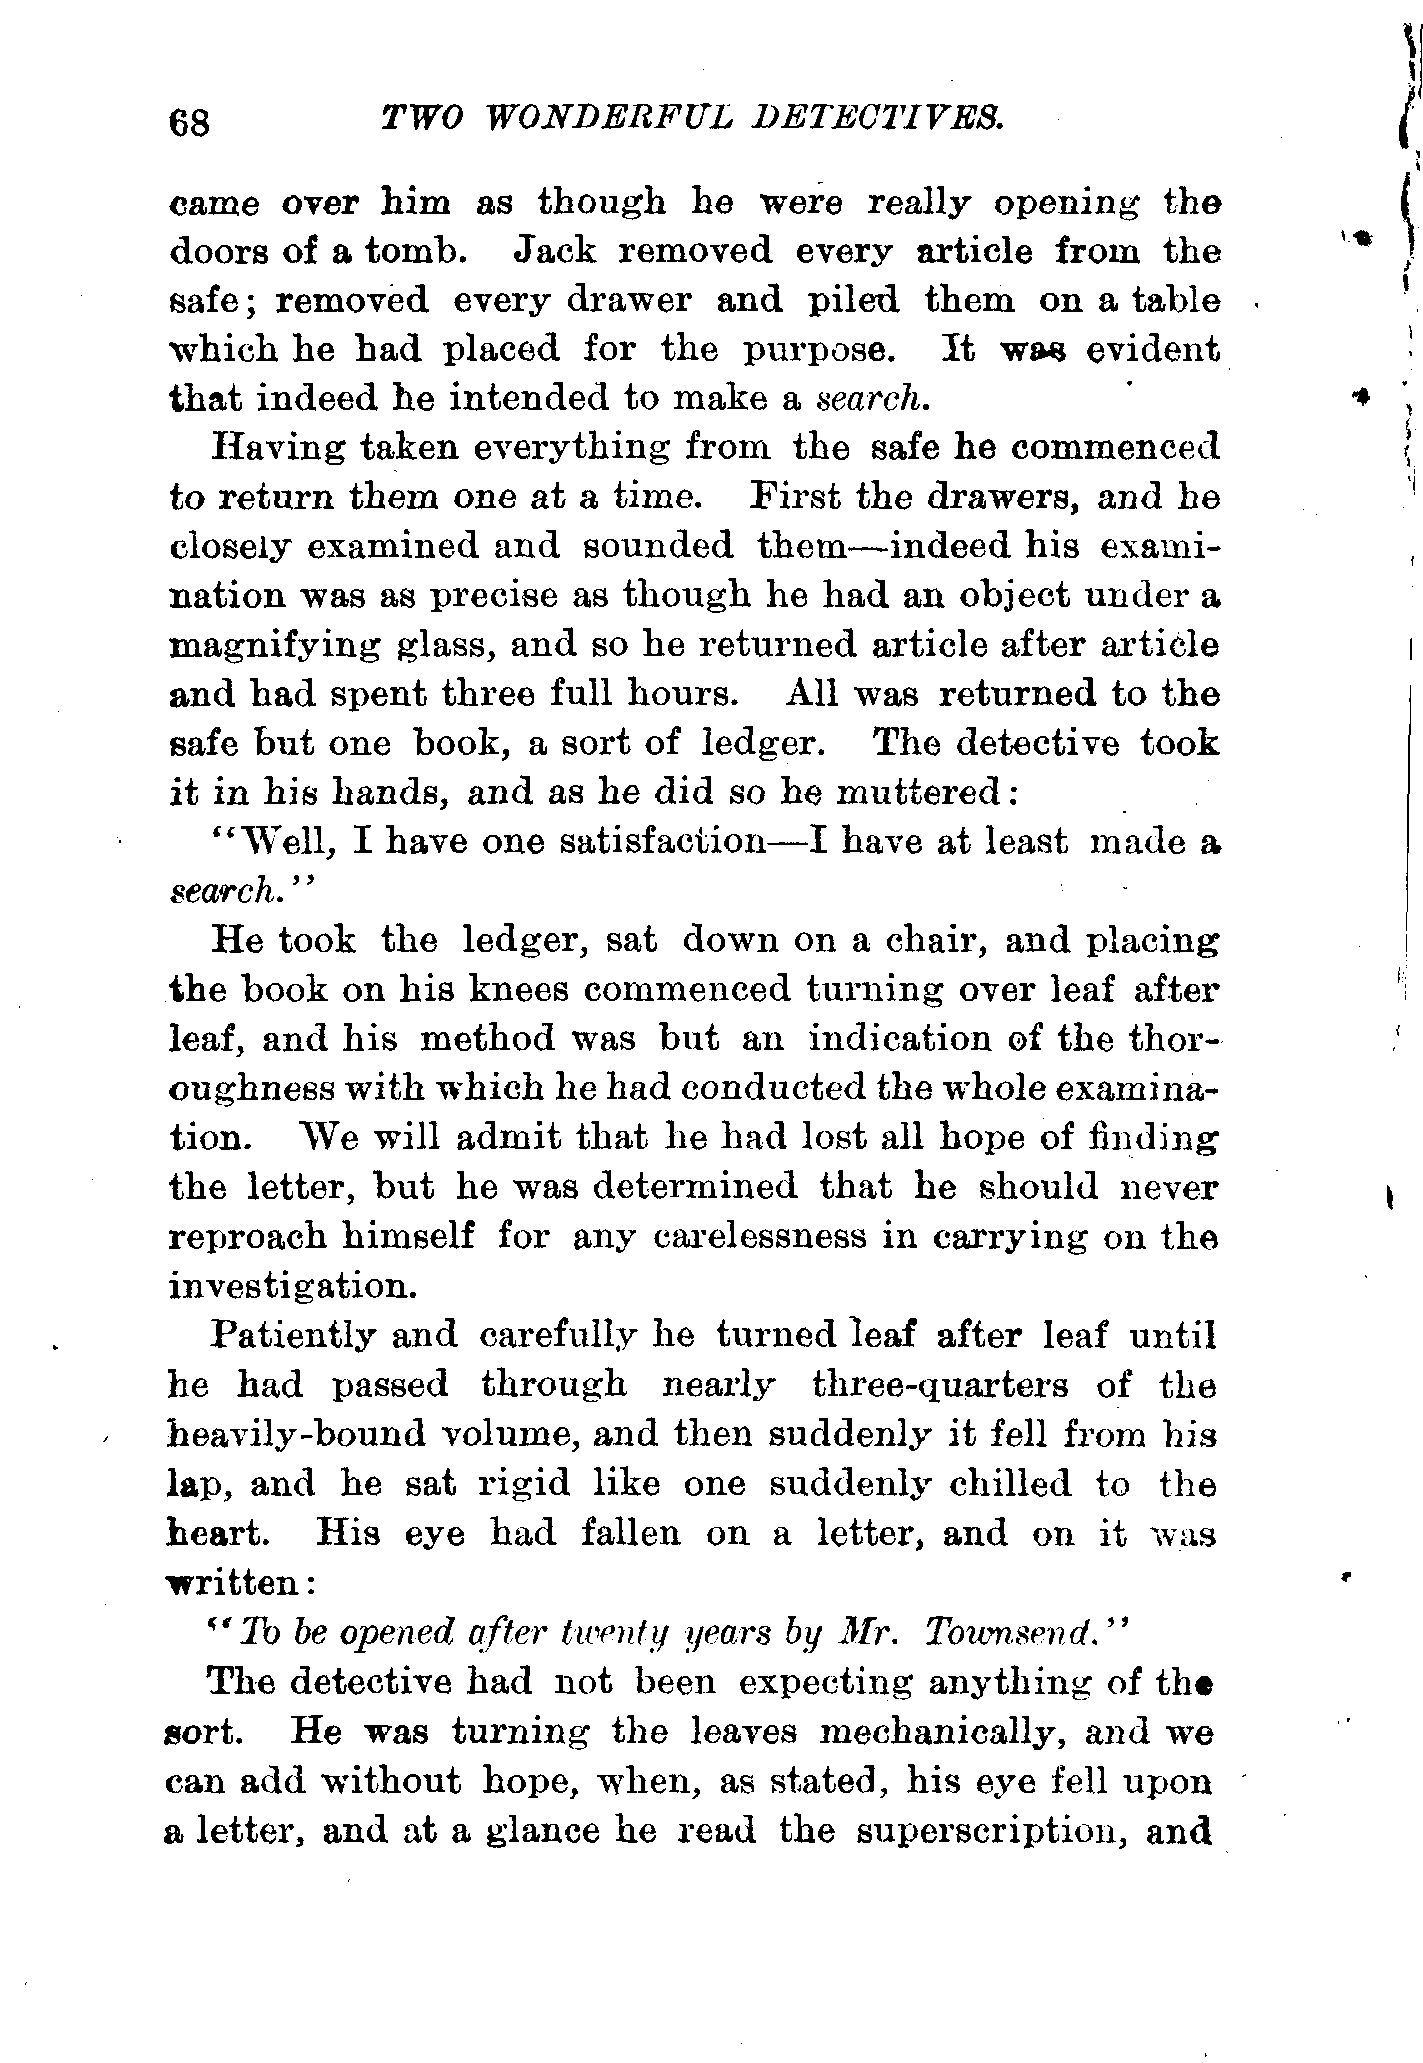 68 TWO WONDERFUL DETECTIVES.
came over him as though he were really opening the
doors of a tomb. Jack removed every article from the
safe; removed every drawer and piled them on a table
which he had placed for the purpose. It was evident
that indeed he intended to make a search.
Having taken everything from the safe he commenced
to return them one at a time. First the drawers, and he
closely examined and sounded them—indeed his exami-
nation was as precise as though he had an object under a
magnifying glass, and so he returned article after article
and had spent three full hours. All was returned to the
safe but one book, a sort of ledger. The detective took
it in his hands, and as he did so he muttered:
“Well, I have one satisfaction—I have at least made a
search.”
He took the ledger, sat down on a chair, and placing
the book on his knees commenced turning over leaf after
leaf, and his method was but an indication of the thor-
oughness with which he had conducted the whole examina-
tion. We will admit that he had lost all hope of finding
the letter, but he was determined that he should never
reproach himself for any carelessness in carrying on the
investigation.
Patiently and carefully he turned leaf after leaf until
he had passed through nearly three-quarters of the
heavily-bound volume, and then suddenly it fell from his
lap, and he sat rigid like one suddenly chilled to the
heart. His eye had fallen on a letter, and on it was
written:
“To be opened after twenty years by Mr. Townsend.”
The detective had not been expecting anything of the
sort. He was turning the leaves mechanically, and we
can add without hope, when, as stated, his eye fell upon
a letter, and at a glance he read the superscription, and